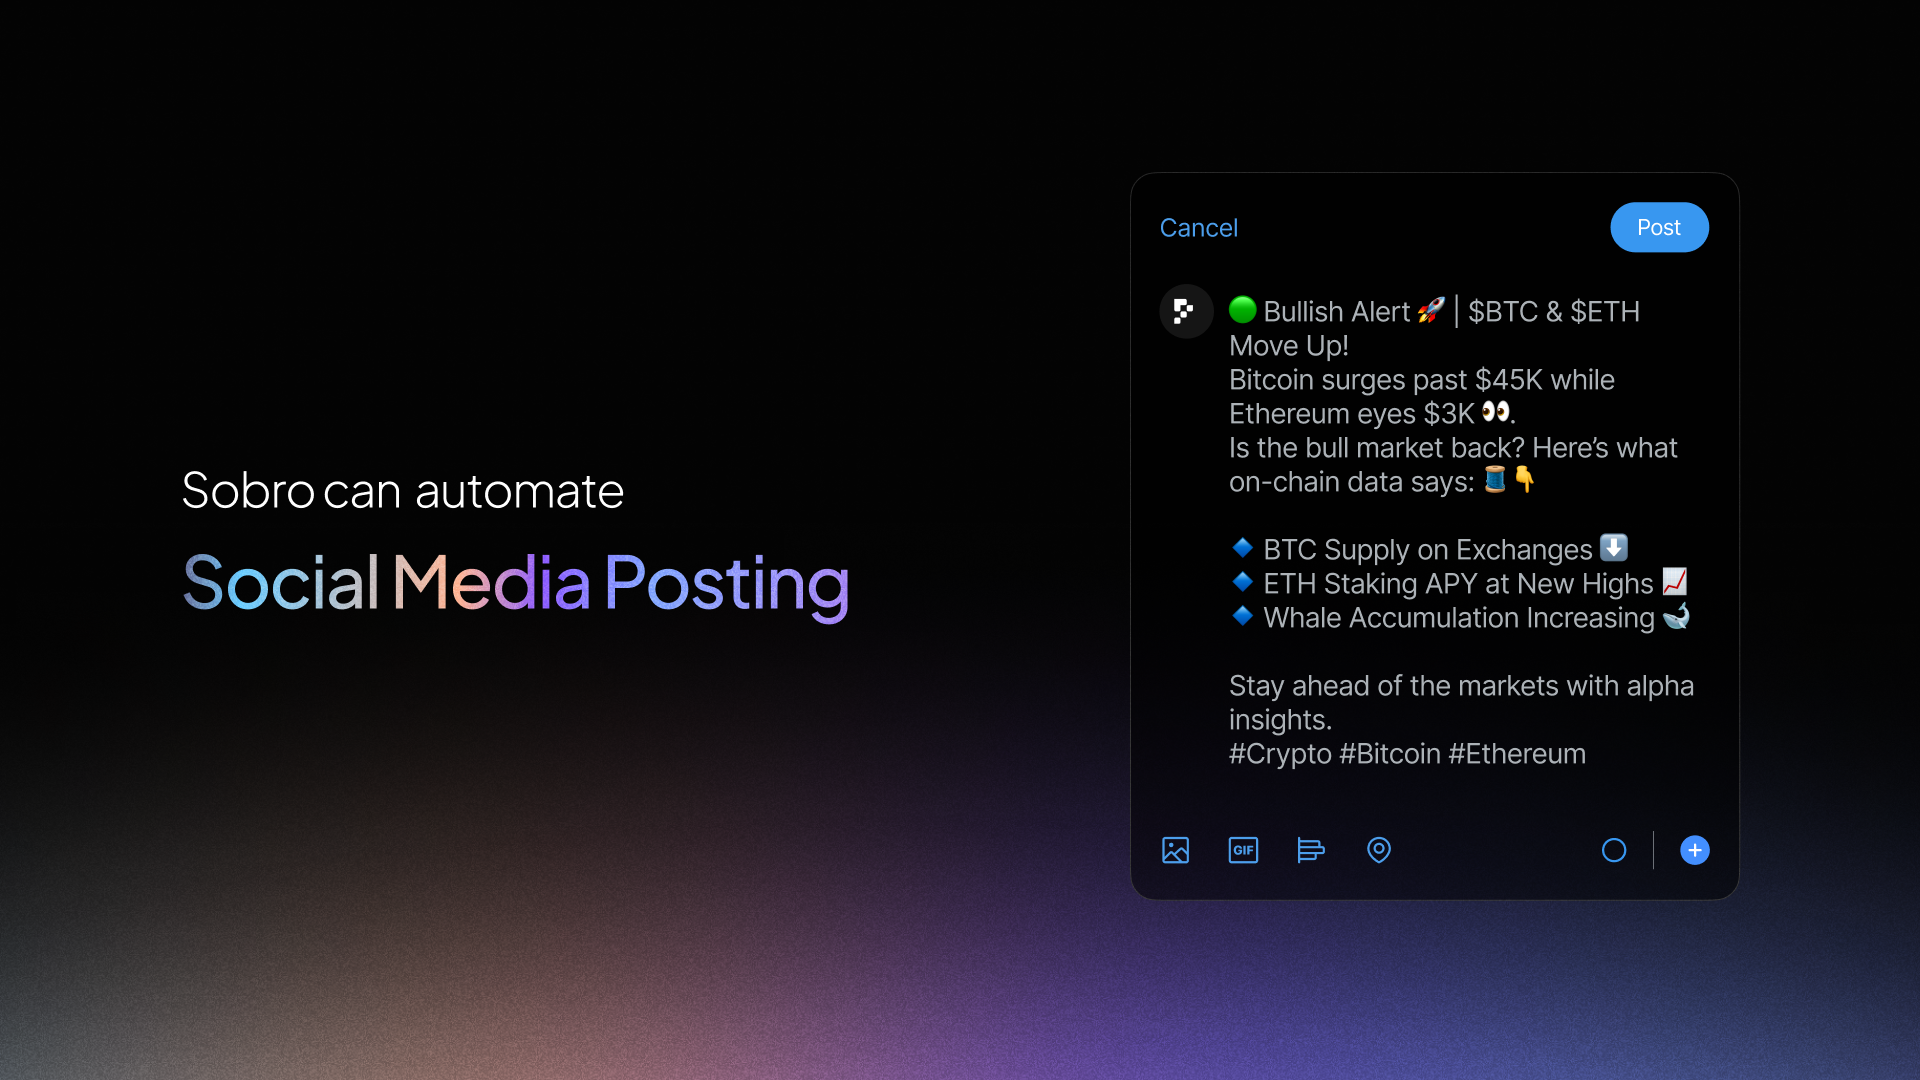 Sobro can automate
Social Media Posting
Cancel
Post
🟢 Bullish Alert 🚀 | $BTC & $ETH
Move Up!
Bitcoin surges past $45K while
Ethereum eyes $3K 👀.
Is the bull market back? Here’s what
on-chain data says: 🧵👇
🔹 BTC Supply on Exchanges ⬇️
🔹 ETH Staking APY at New Highs 📈
🔹 Whale Accumulation Increasing 🐋
Stay ahead of the markets with alpha
insights.
#Crypto #Bitcoin #Ethereum
GIF